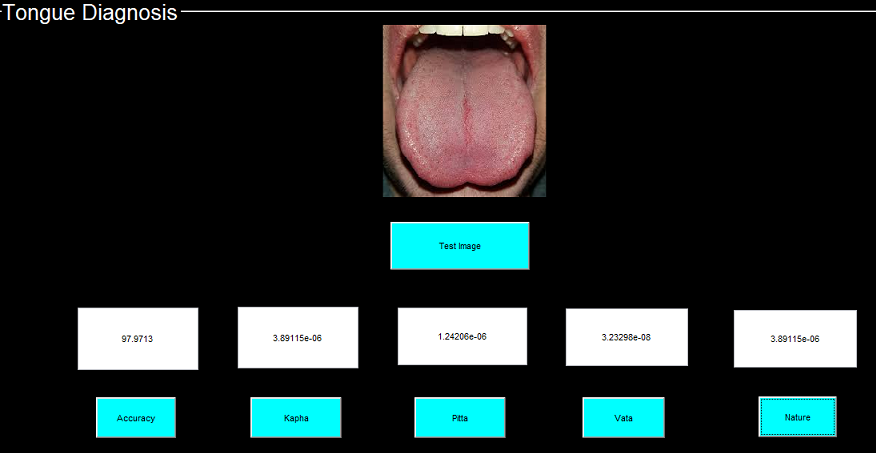 Tongue Diagnosis
Test Image
97.9713
3.89115e-06
1.24206e-06
3.23298e-08
3.89115e-06
Accuracy
Kapha
Pitta
Vata
Nature